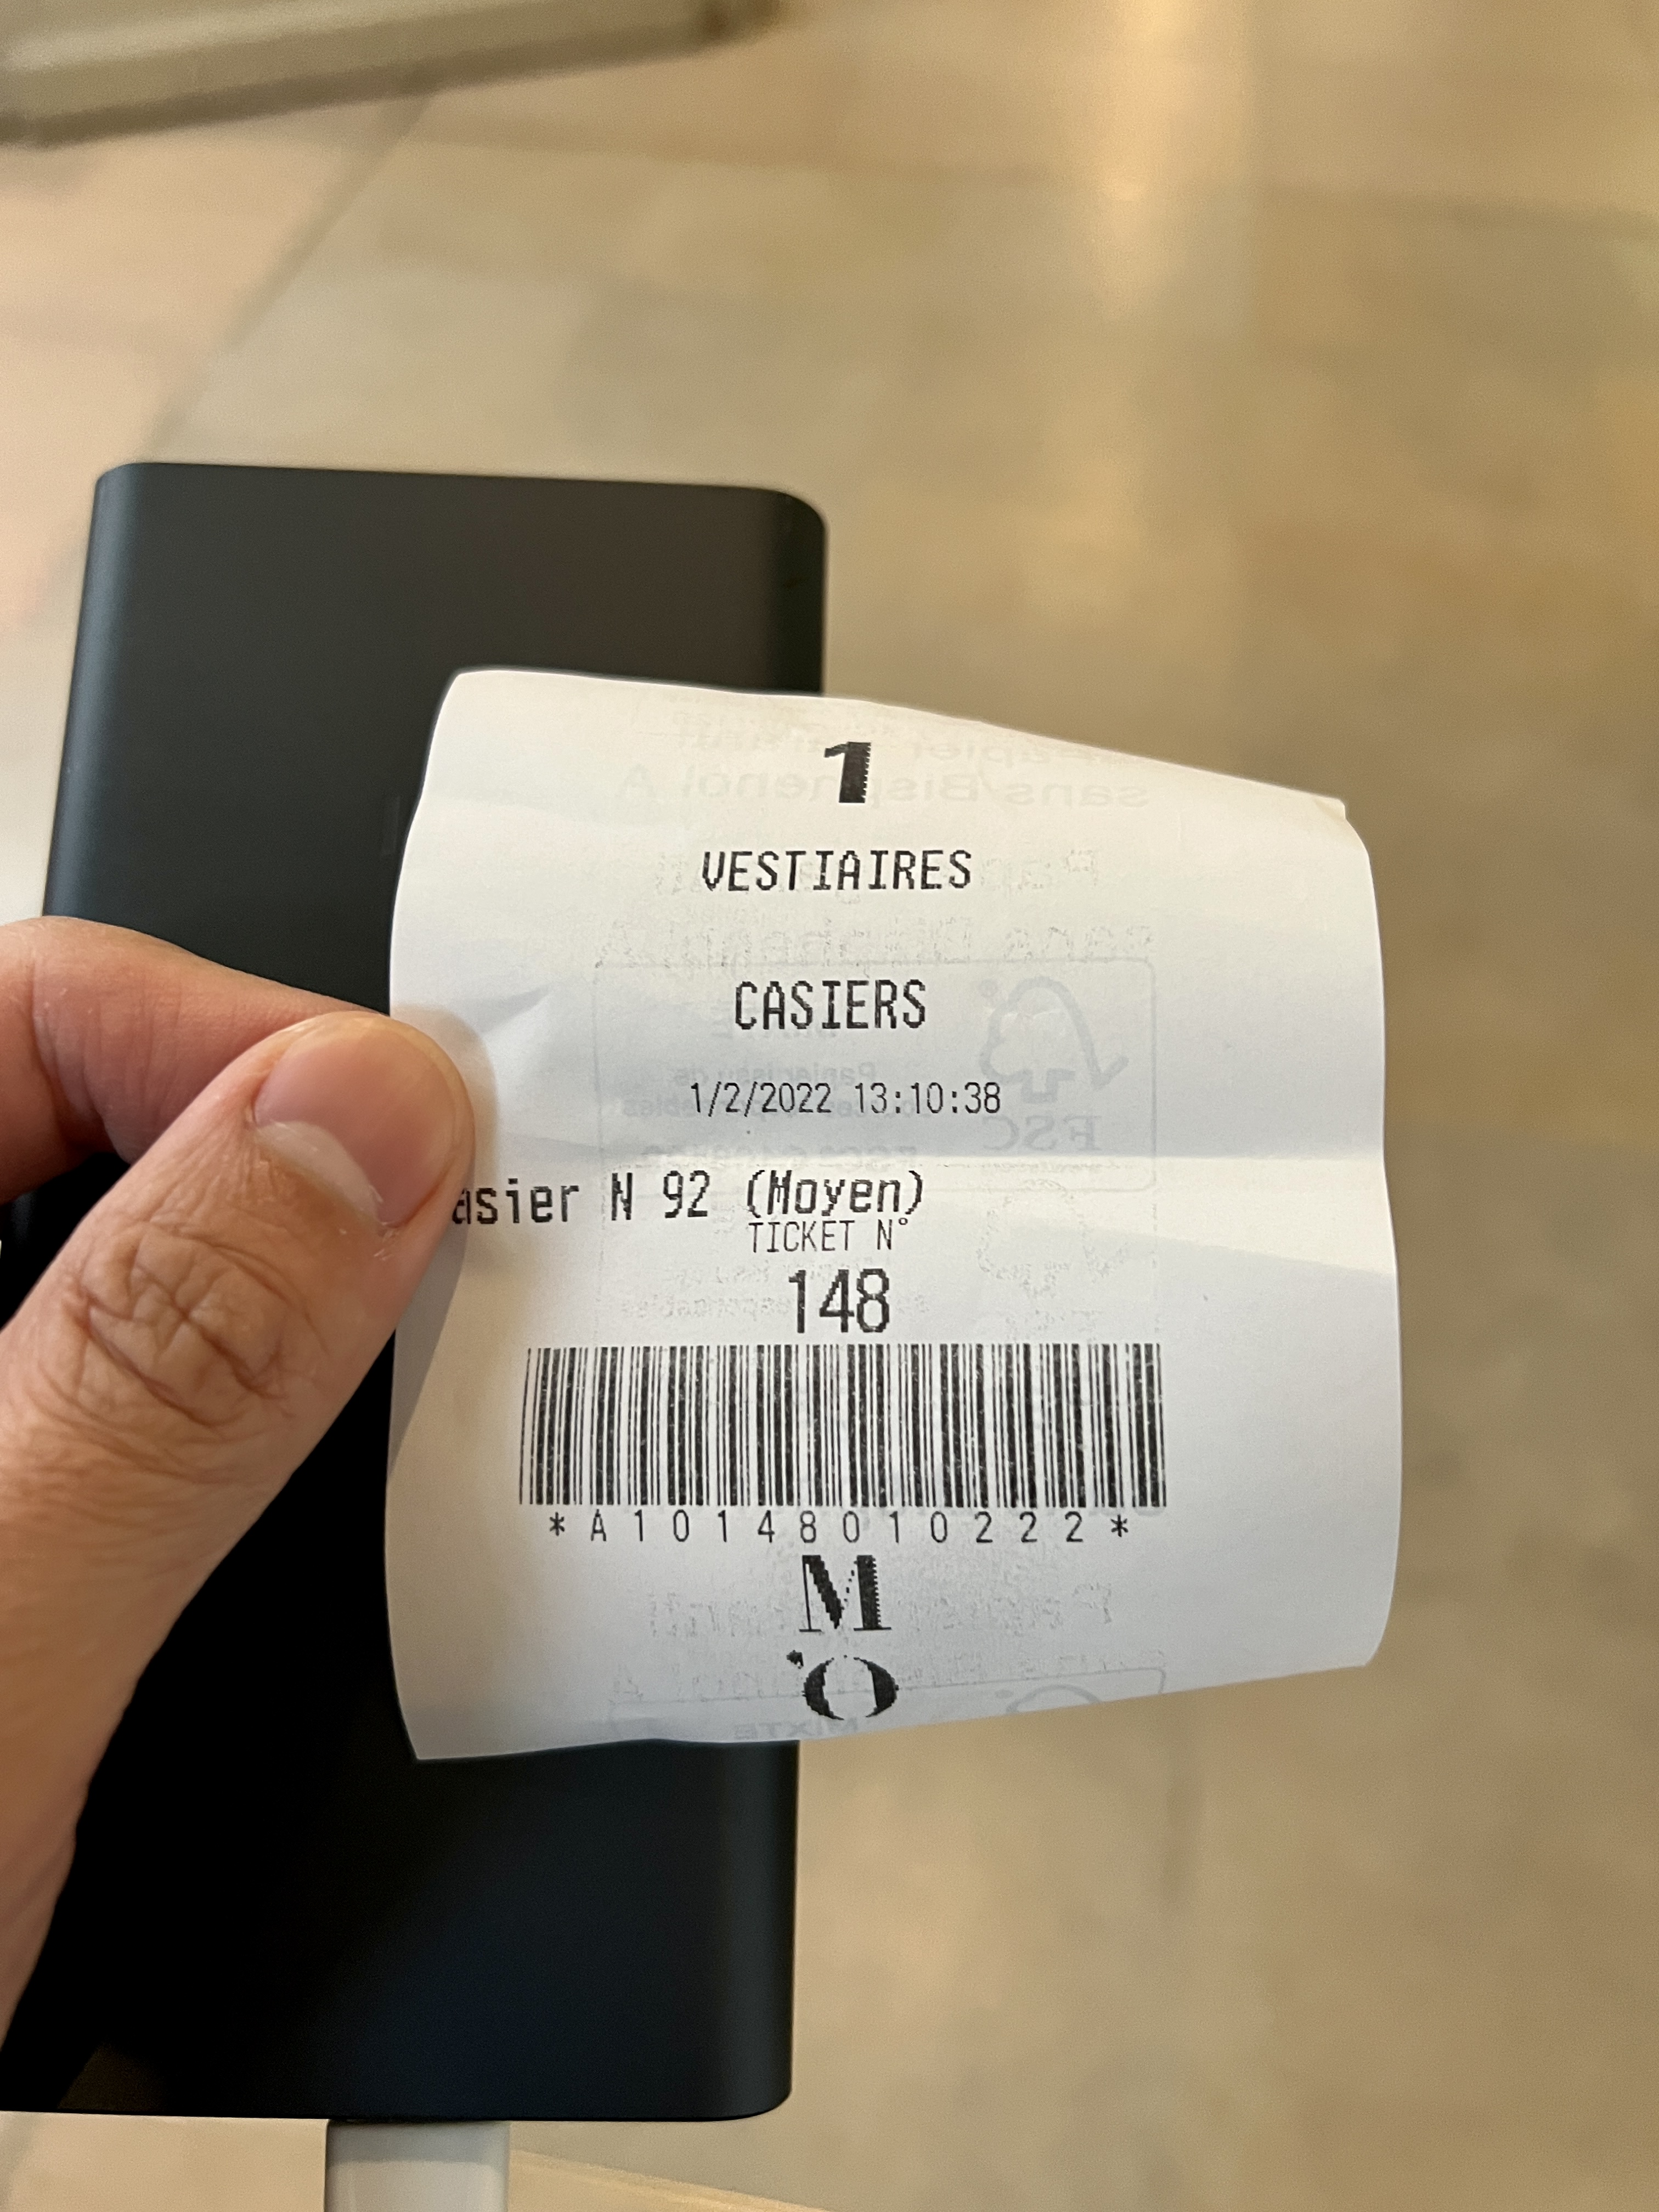 1
VESTIAIRES
CASIERS
1/2/2022 13:10:38
asier N 92 (Moyen)
TICKET N°
148
*A10148010222*
M
'O